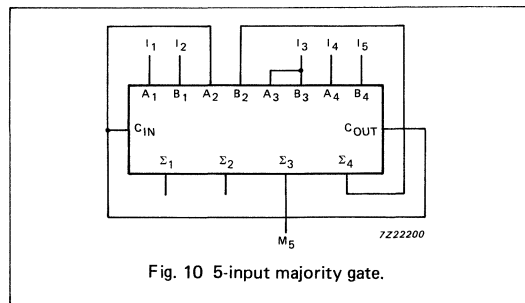 I1 I2 I3 I4 I5
A1 B1 A2 B2 A3 B3 A4 B4
CIN COUT
Σ1 Σ2 Σ3 Σ4
7Z22200
M5
Fig. 10 5-input majority gate.